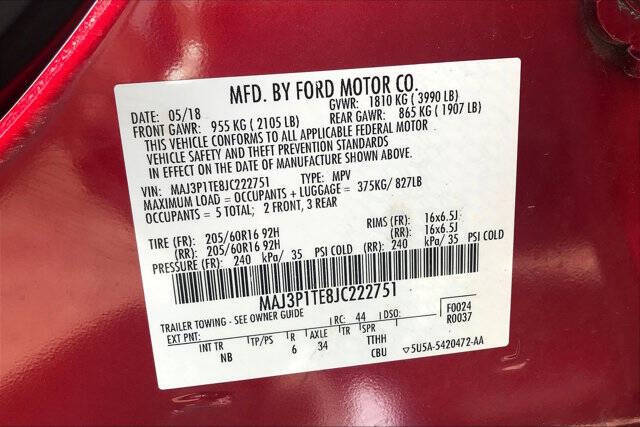 MFD. BY FORD MOTOR CO.
DATE: 05/18 GVWR: 1810 KG ( 3990 LB)
FRONT GAWR: 955 KG ( 2105 LB) REAR GAWR: 865 KG ( 1907 LB)
THIS VEHICLE CONFORMS TO ALL APPLICABLE FEDERAL MOTOR
VEHICLE SAFETY AND THEFT PREVENTION STANDARDS
IN EFFECT ON THE DATE OF MANUFACTURE SHOWN ABOVE.
VIN: MAJ3P1TE8JC222751 TYPE: MPV
MAXIMUM LOAD = OCCUPANTS + LUGGAGE = 375KG/ 827LB
OCCUPANTS = 5 TOTAL; 2 FRONT, 3 REAR
TIRE (FR): 205/60R16 92H RIMS (FR): 16x6.5J
(RR): 205/60R16 92H (RR): 16x6.5J
PRESSURE (FR): 240 kPa/ 35 PSI COLD (RR): 240 kPa/ 35 PSI COLD
MAJ3P1TE8JC222751
TRAILER TOWING - SEE OWNER GUIDE F0024
EXT PNT: RC: 44 DSO: R0037
INT TR TP/PS R AXLE TR SPR
NB 6 34 TTHH
CBU ▽5U5A-5420472-AA